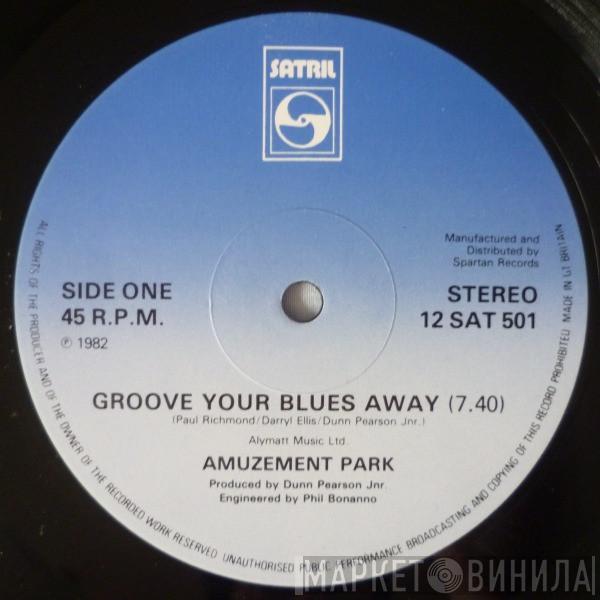 SATRIL
Manufactured and
Distributed by
Spartan Records
SIDE ONE
45 R.P.M.
℗ 1982
STEREO
12 SAT 501
GROOVE YOUR BLUES AWAY (7.40)
(Paul Richmond/Darryl Ellis/Dunn Pearson Jnr.)
Alymatt Music Ltd.
AMUZEMENT PARK
Produced by Dunn Pearson Jnr.
Engineered by Phil Bonanno
ALL RIGHTS OF THE PRODUCER AND OF THE OWNER OF THE RECORDED WORK RESERVED UNAUTHORISED PUBLIC PERFORMANCE BROADCASTING AND COPYING OF THIS RECORD PROHIBITED MADE IN GT BRITAIN
МАРКЕТ ВИНИЛА